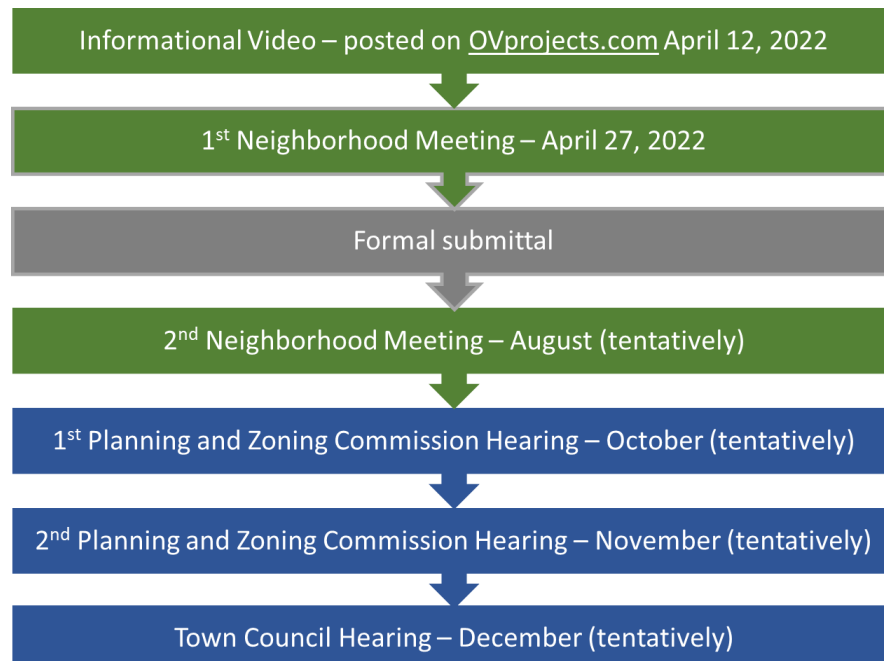 Informational Video – posted on OVprojects.com April 12, 2022
1st Neighborhood Meeting – April 27, 2022
Formal submittal
2nd Neighborhood Meeting – August (tentatively)
1st Planning and Zoning Commission Hearing – October (tentatively)
2nd Planning and Zoning Commission Hearing – November (tentatively)
Town Council Hearing – December (tentatively)